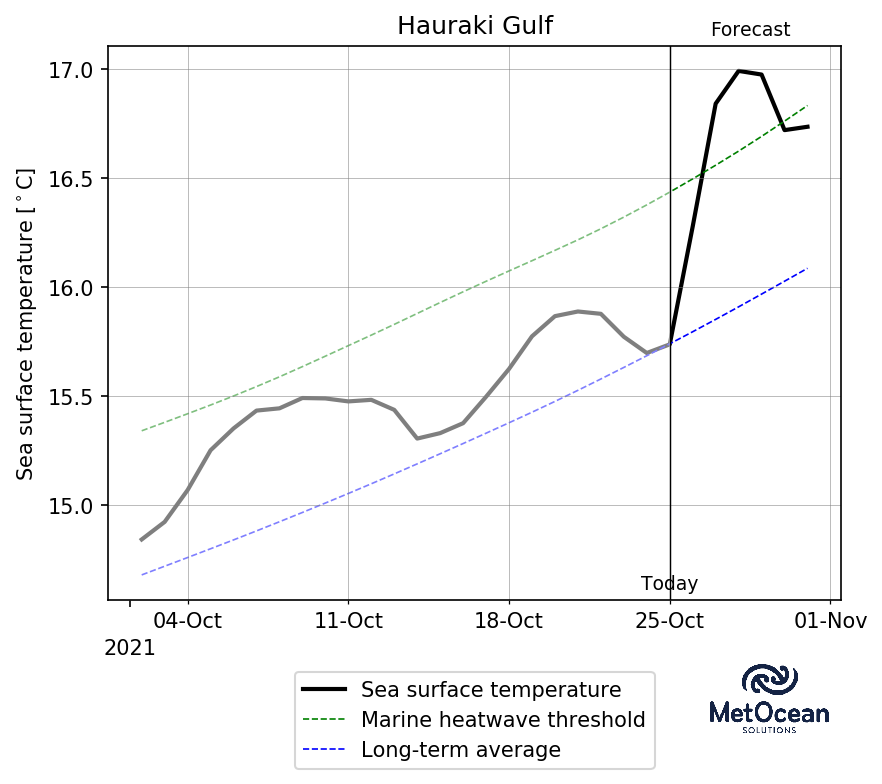 Hauraki Gulf
Forecast
Sea surface temperature [°C]
17.0
16.5
16.0
15.5
15.0
Today
04-Oct 11-Oct 18-Oct 25-Oct 01-Nov
2021
Sea surface temperature
Marine heatwave threshold
Long-term average
MetOcean
SOLUTIONS